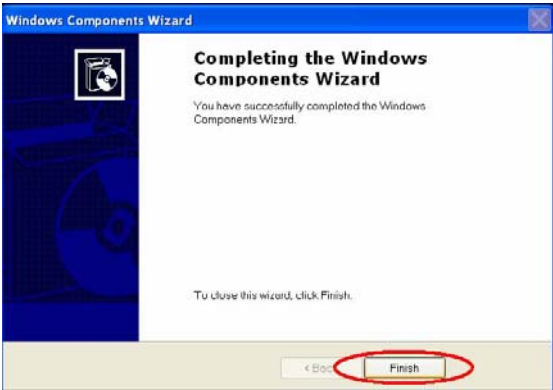 Windows Components Wizard
Completing the Windows
Components Wizard
You have successfully completed the Windows
Components Wizard.
To close this wizard, click Finish.
< Back
Finish